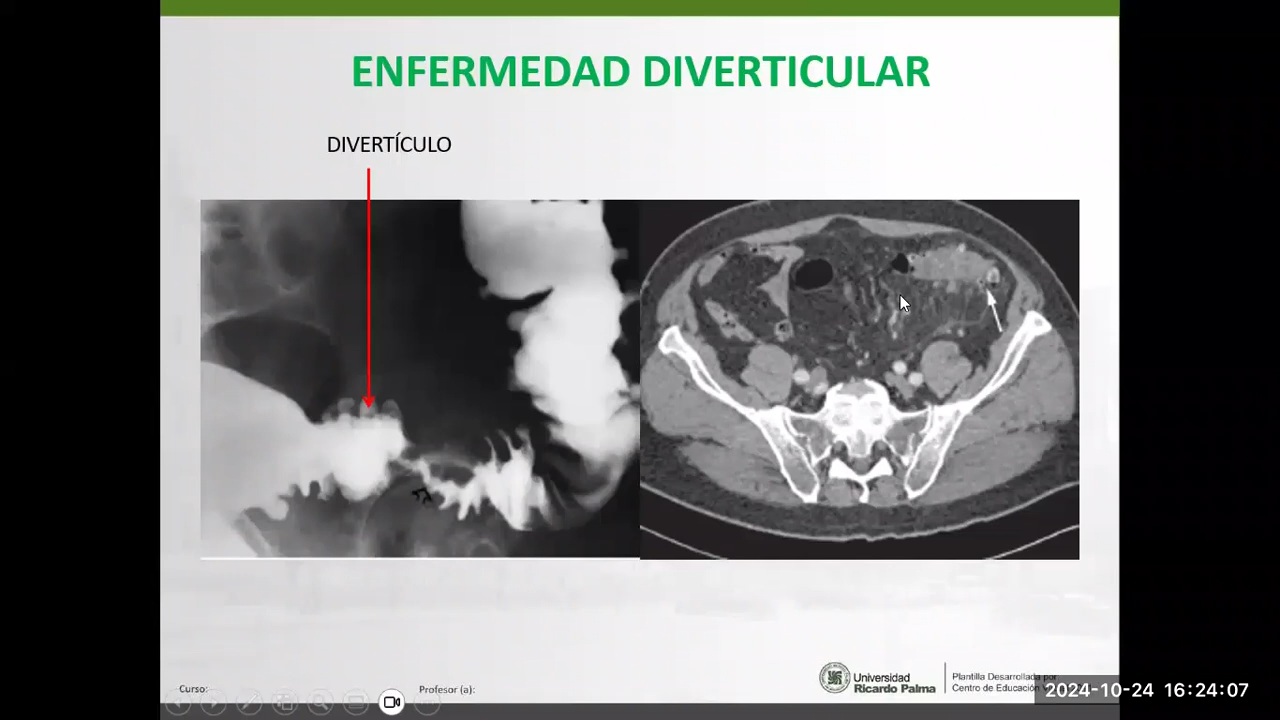 ENFERMEDAD DIVERTICULAR
DIVERTÍCULO
Curso:
Profesor (a):
Universidad
Ricardo Palma
Plantilla Desarrollada por
Centro de Educación
2024-10-24 16:24:07